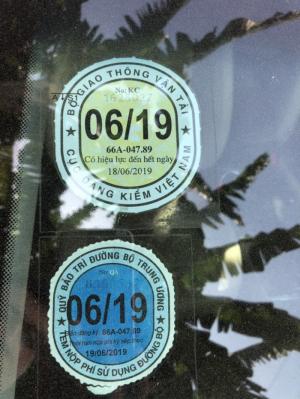 BỘ GIAO THÔNG VẬN TẢI
No: KC
06/19
66A-047.89
Có hiệu lực đến hết ngày
18/06/2019
CỤC ĐĂNG KIỂM VIỆT NAM
QUỸ BẢO TRÌ ĐƯỜNG BỘ TRUNG ƯƠNG
06/19
66A-047.89
19/06/2019
TEM NỘP PHÍ SỬ DỤNG ĐƯỜNG BỘ